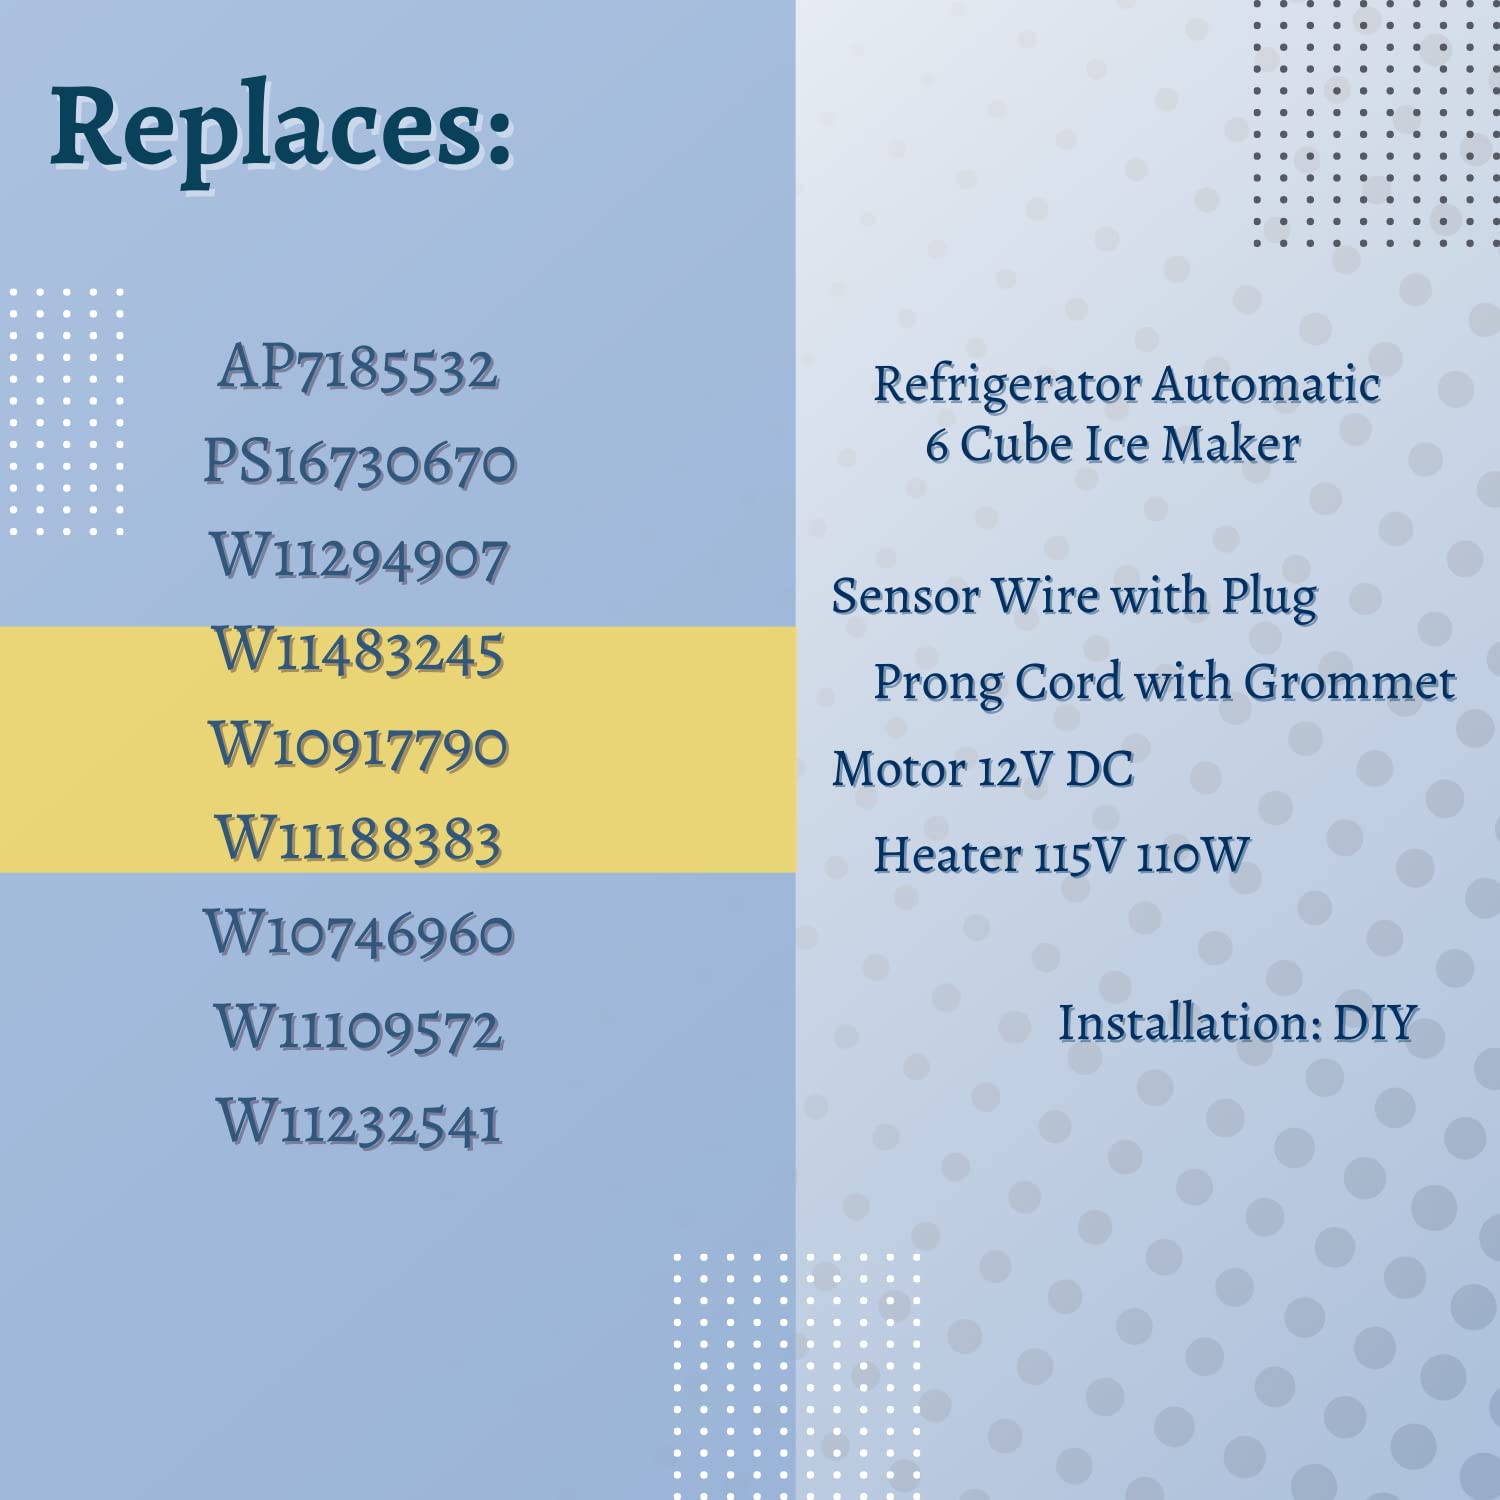 Replaces:
AP7185532
PS16730670
W11294907
W11483245
W10917790
W11188383
W10746960
W11109572
W11232541
Refrigerator Automatic
6 Cube Ice Maker
Sensor Wire with Plug
Prong Cord with Grommet
Motor 12V DC
Heater 115V 110W
Installation: DIY